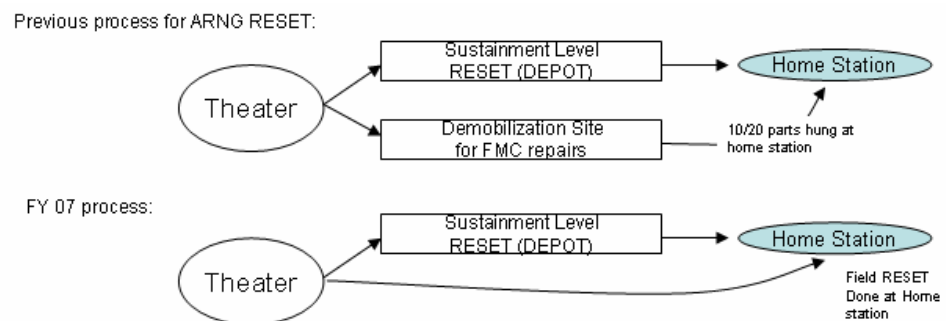 Previous process for ARNG RESET:
Theater
Sustainment Level
RESET (DEPOT)
Home Station
Demobilization Site
for FMC repairs
10/20 parts hung at
home station
FY 07 process:
Theater
Sustainment Level
RESET (DEPOT)
Home Station
Field RESET
Done at Home
station